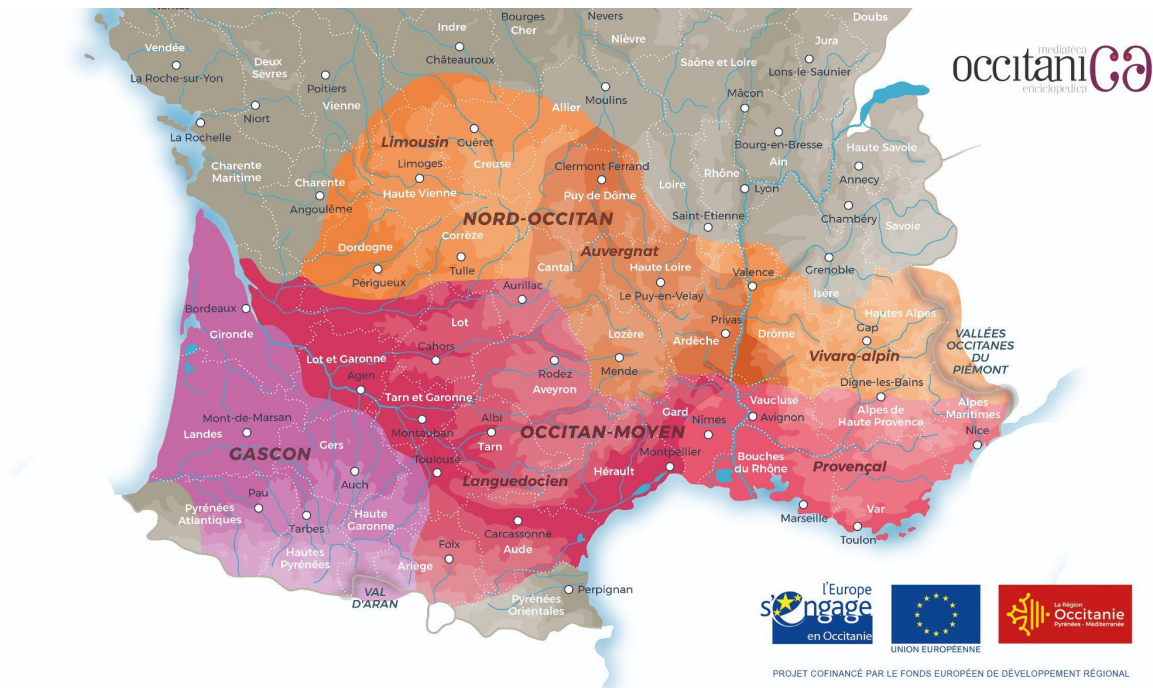 Nantes
Bourges
Nevers
Doubs
Indre
Cher
Vendée
Nièvre
Jura
mediatèca
occitanica
enciclopedica
Deux
Sèvres
Châteauroux
Saône et Loire
Lons-le-Saunier
La Roche-sur-Yon
Poitiers
Moulins
Mâcon
Niort
Vienne
Allier
La Rochelle
Limousin
Guéret
Bourg-en-Bresse
Ain
Haute Savoie
Charente
Maritime
Limoges
Creuse
Clermont Ferrand
Rhône
Annecy
Charente
Haute Vienne
Puy de Dôme
Loire
Lyon
Angoulême
Chambéry
NORD-OCCITAN
Saint-Etienne
Savoie
Dordogne
Corrèze
Auvergnat
Tulle
Cantal
Haute Loire
Valence
Grenoble
Périgueux
Aurillac
Le Puy-en-Velay
Isère
Bordeaux
Hautes Alpes
Gironde
Lot
Lozère
Privas
Drôme
Gap
VALLÉES
OCCITANES
DU
PIÉMONT
Lot et Garonne
Cahors
Ardèche
Vivaro-alpin
Agen
Rodez
Mende
Aveyron
Digne-les-Bains
Tarn et Garonne
Vaucluse
Alpes
Maritimes
Mont-de-Marsan
Albi
Gard
Nîmes
Avignon
Alpes de
Haute Provence
Landes
Montauban
Tarn
OCCITAN-MOYEN
Nice
GASCON
Gers
Toulouse
Montpellier
Bouches
du Rhône
Provençal
Auch
Languedocien
Hérault
Pau
Var
Pyrénées
Atlantiques
Tarbes
Haute
Garonne
Carcassonne
Marseille
Toulon
Hautes
Pyrénées
Foix
Aude
Ariège
VAL
D'ARAN
Perpignan
Pyrénées
Orientales
l'Europe
s'engage
en Occitanie
UNION EUROPÉENNE
La Région
Occitanie
Pyrénées - Méditerranée
PROJET COFINANCÉ PAR LE FONDS EUROPÉEN DE DÉVELOPPEMENT RÉGIONAL